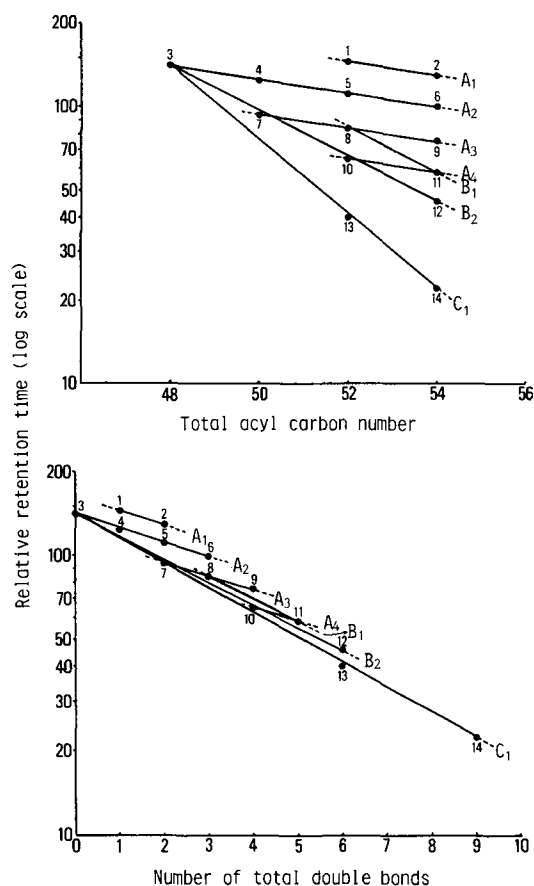 200
100
70
50
40
30
20
10
1
2
A1
3
4
5
6
A2
7
8
9
A3
10
11
A4
B1
12
B2
13
14
C1
48
50
52
54
56
Total acyl carbon number
Relative retention time (log scale)
200
100
70
50
40
30
20
10
3
1
2
A1
4
5
6
A2
7
8
9
A3
10
11
A4
B1
12
B2
13
14
C1
0 1 2 3 4 5 6 7 8 9 10
Number of total double bonds